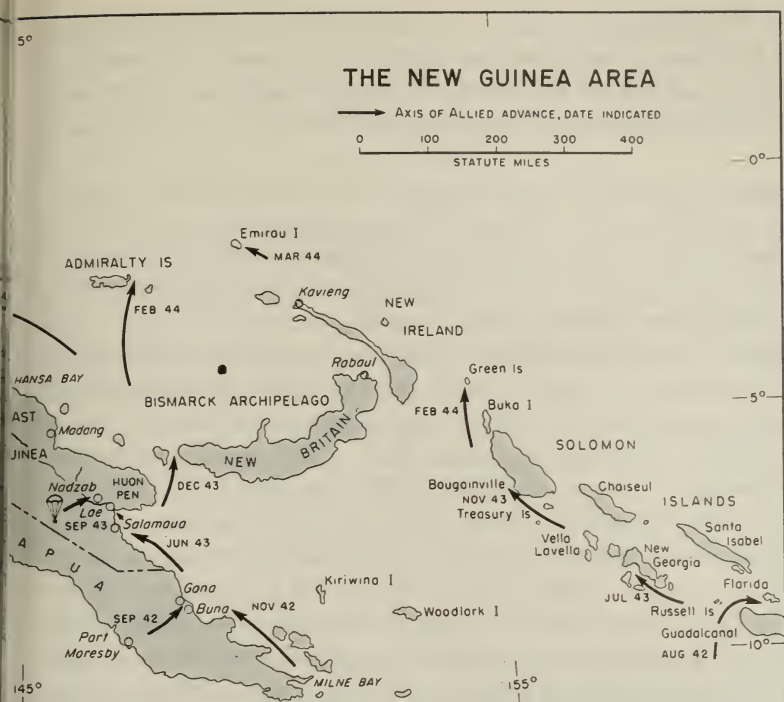 5°
THE NEW GUINEA AREA
AXIS OF ALLIED ADVANCE, DATE INDICATED
0 100 200 300 400
STATUTE MILES
0°
Emirau I
MAR 44
ADMIRALTY IS
FEB 44
Kavieng
NEW
IRELAND
Rabaul
Green Is
HANSA BAY
BISMARCK ARCHIPELAGO
FEB 44
Buka I
5°
AST
Madang
JINEA
NEW BRITAIN
SOLOMON
DEC 43
HUON
PEN
Nadzab
Lae
SEP 43
Salamaua
Bougainville
NOV 43
Treasury Is
Choiseul
ISLANDS
Santa
Isabel
JUN 43
Vella
Lavella
New
Georgia
APUA
Gona
Buna
Kiriwina I
Florida
SEP 42
NOV 42
Woodlark I
JUL 43
Russell Is
Port
Moresby
Guadalcanal
AUG 42
10°
MILNE BAY
145°
155°